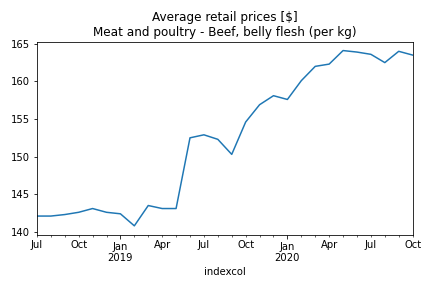 Average retail prices [$]
Meat and poultry - Beef, belly flesh (per kg)
165
160
155
150
145
140
Jul Oct Jan Apr Jul Oct Jan Apr Jul Oct
2019 2020
indexcol